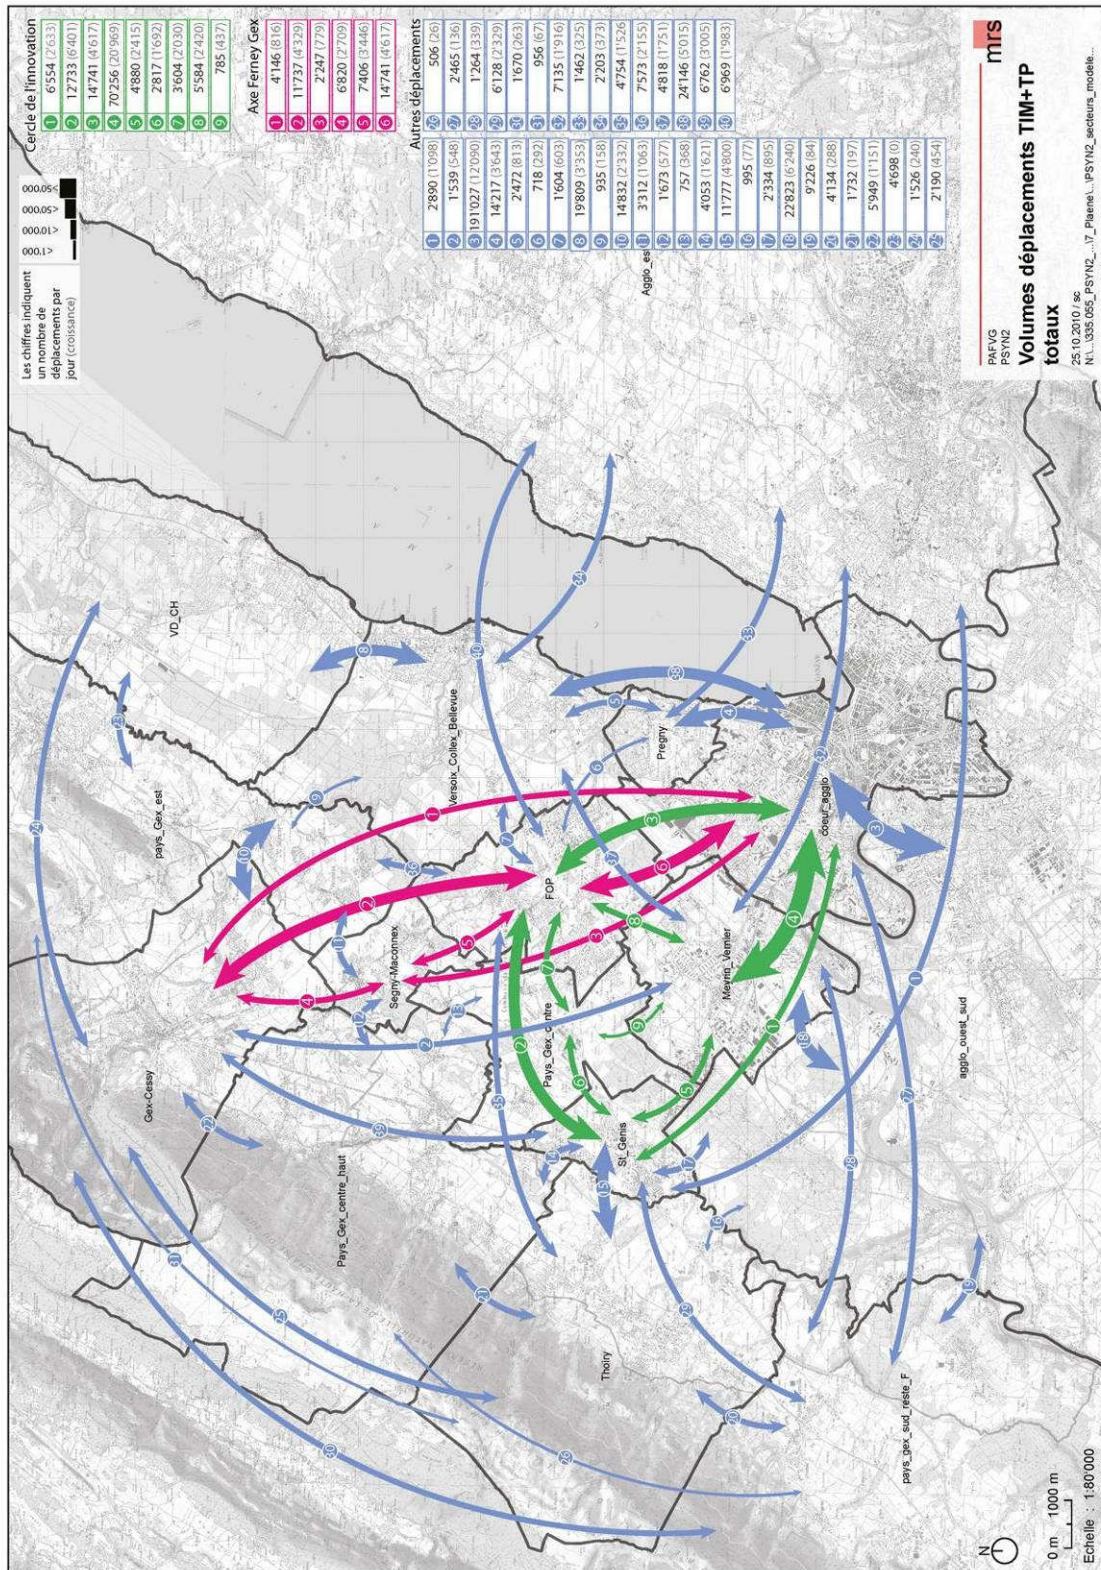 Les chiffres indiquent
un nombre de
déplacements par
jour (croissance)
<1'000
<10'000
<50'000
>50'000
Cercle de l'innovation
1 6'554 (2'633)
2 12'733 (6'401)
3 14'741 (4'617)
4 70'256 (20'969)
5 4'880 (2'415)
6 2'817 (1'692)
7 3'604 (2'030)
8 5'584 (2'420)
9 785 (437)
Axe Ferney Gex
1 4'146 (816)
2 11'737 (4'329)
3 2'247 (779)
4 6'820 (2'709)
5 7'406 (3'446)
6 14'741 (4'617)
Autres déplacements
1 2'890 (1'098)
2 1'539 (548)
3 191'027 (12'090)
4 14'217 (3'643)
5 2'472 (813)
6 718 (292)
7 1'604 (603)
8 19'809 (3'353)
9 935 (158)
10 14'832 (2'332)
11 3'312 (1'063)
12 1'673 (577)
13 757 (368)
14 4'053 (1'621)
15 11'777 (4'800)
16 995 (77)
17 2'334 (895)
18 22'823 (6'240)
19 9'226 (84)
20 4'134 (288)
21 1'732 (197)
22 5'949 (1'151)
23 4'698 (0)
24 1'526 (240)
25 2'190 (454)
26 506 (26)
27 2'465 (136)
28 1'264 (339)
29 6'128 (2'329)
30 1'670 (263)
31 956 (67)
32 7'135 (1'916)
33 1'462 (325)
34 2'203 (373)
35 4'754 (1'526
36 7'573 (2'155)
37 4'818 (1'751)
38 24'146 (5'015)
39 6'762 (3'005)
40 6'969 (1'983)
VD_CH
pays_Gex_est
Versoix_Collex_Bellevue
Agglo_est
Gex-Cessy
Segny-Maconnex
FOP
Pregny
Pays_Gex_centre_haut
Pays_Gex_centre
Meyrin_Vernier
coeur_agglo
St_Genis
Thoiry
agglo_ouest_sud
pays_gex_sud_reste_F
N
0 m 1000 m
Echelle : 1:80'000
mrs
PAFVG
PSYN2
Volumes déplacements TIM+TP
totaux
25.10.2010 / sc
N:\...\335.055_PSYN2_...\7_Plaene\...\PSYN2_secteurs_modele...